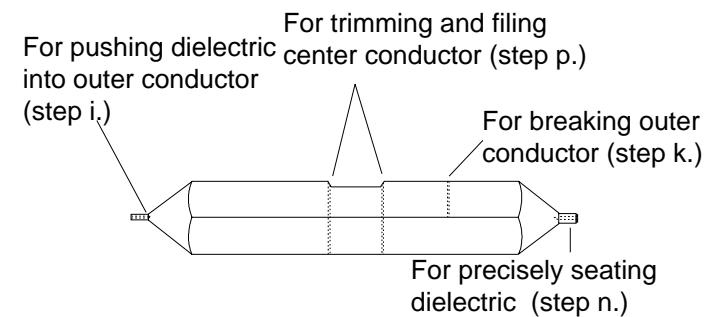 For pushing dielectric
into outer conductor
(step i.)
For trimming and filing
center conductor (step p.)
For breaking outer
conductor (step k.)
For precisely seating
dielectric  (step n.)